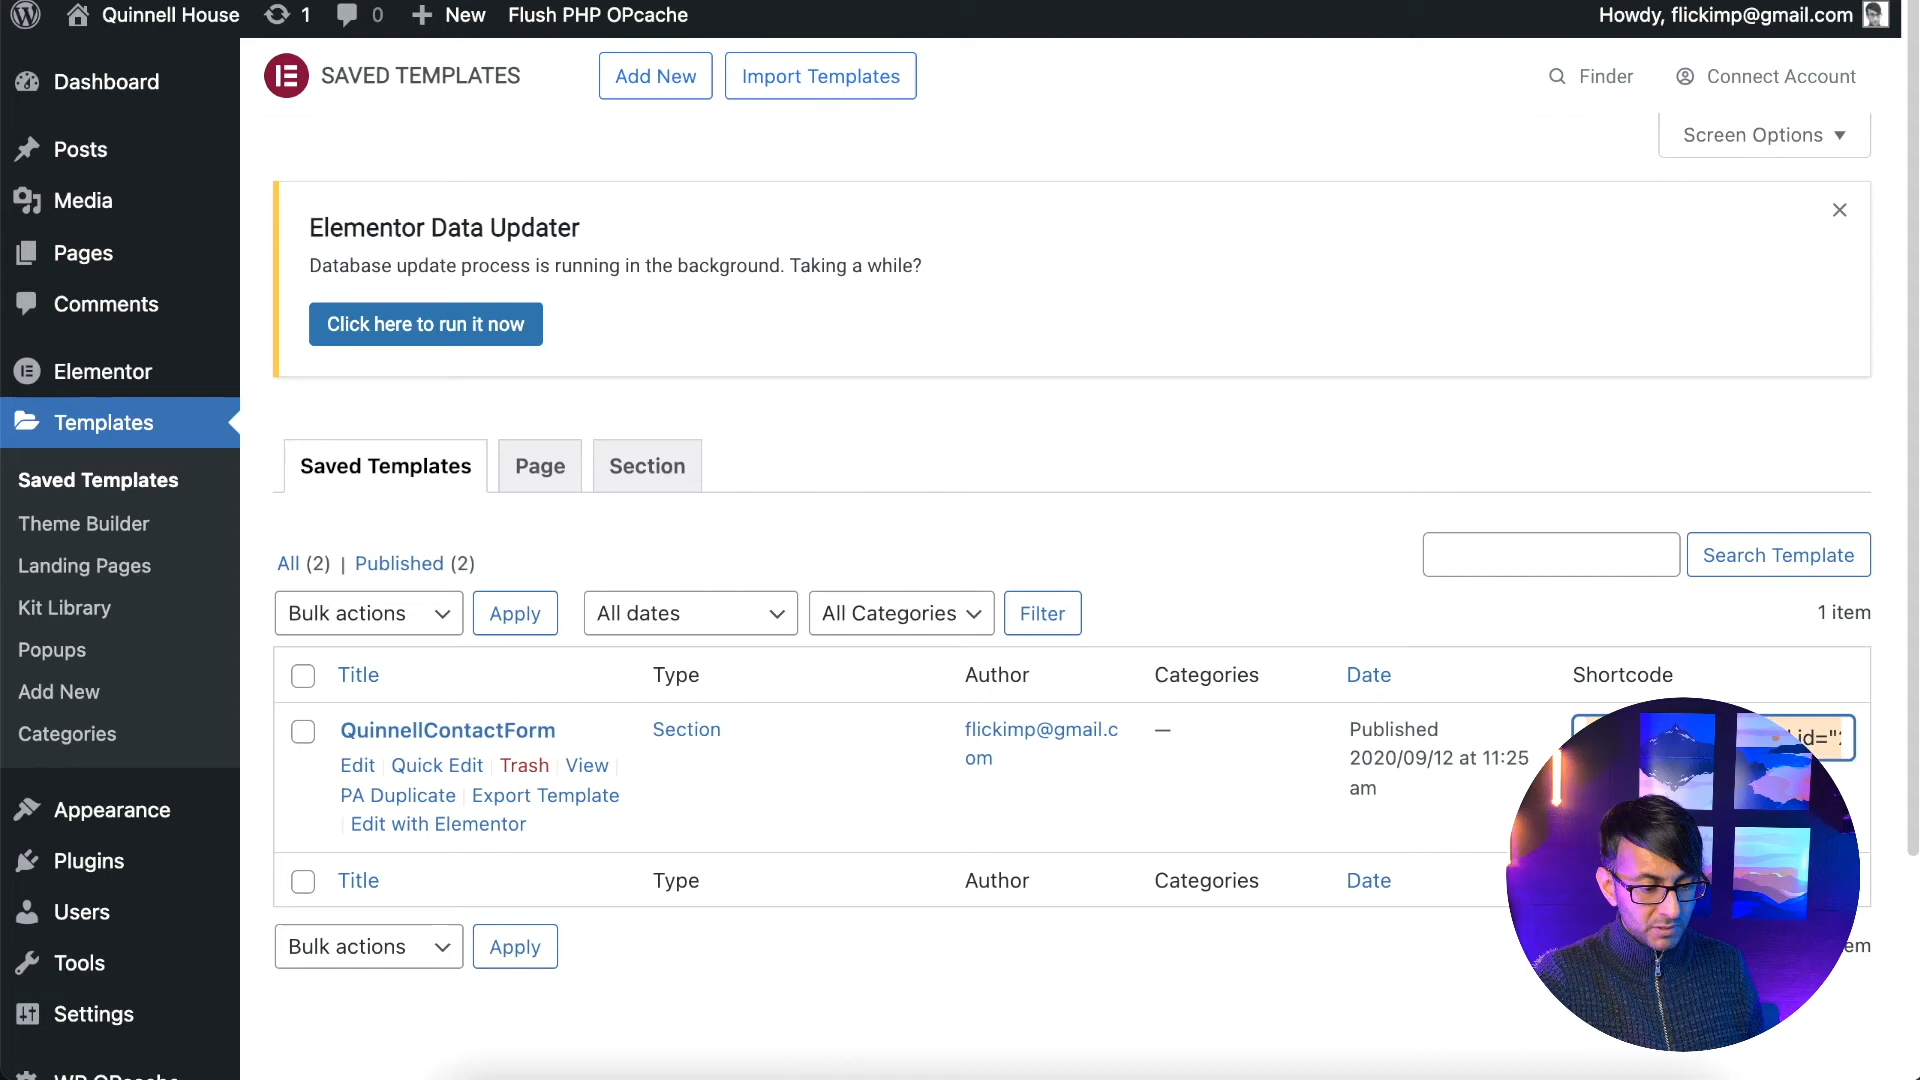 Quinnell House 1 0 New Flush PHP OPcache Howdy, flickimp@gmail.com
Dashboard
Posts
Media
Pages
Comments
Elementor
Templates
Saved Templates
Theme Builder
Landing Pages
Kit Library
Popups
Add New
Categories
Appearance
Plugins
Users
Tools
Settings
SAVED TEMPLATES Add New Import Templates Finder Connect Account
Screen Options
Elementor Data Updater
Database update process is running in the background. Taking a while?
Click here to run it now
Saved Templates Page Section
All (2) | Published (2)
Search Template
Bulk actions Apply All dates All Categories Filter 1 item
Title Type Author Categories Date Shortcode
QuinnellContactForm Section flickimp@gmail.c — Published
om 2020/09/12 at 11:25
am
id="
Edit | Quick Edit | Trash | View |
PA Duplicate | Export Template
| Edit with Elementor
Title Type Author Categories Date
Bulk actions Apply